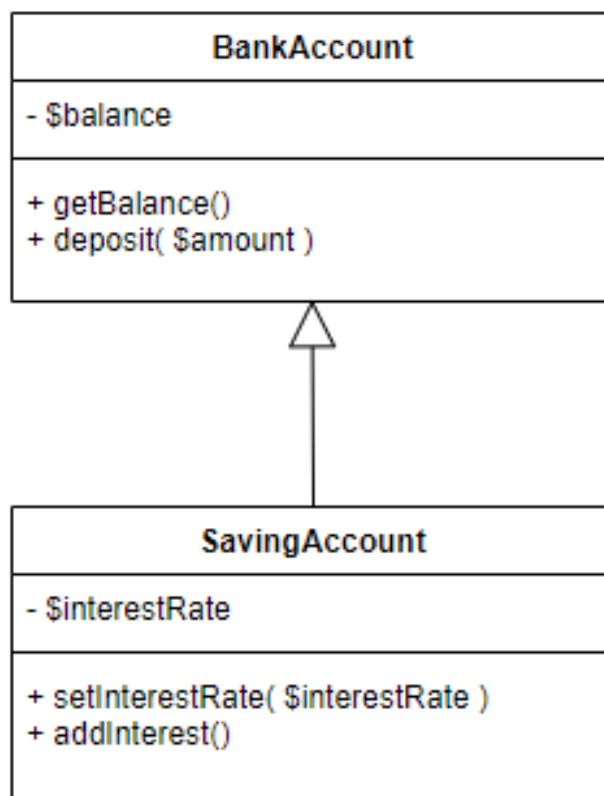 BankAccount
- $balance
+ getBalance()
+ deposit( $amount )
SavingAccount
- $interestRate
+ setInterestRate( $interestRate )
+ addInterest()